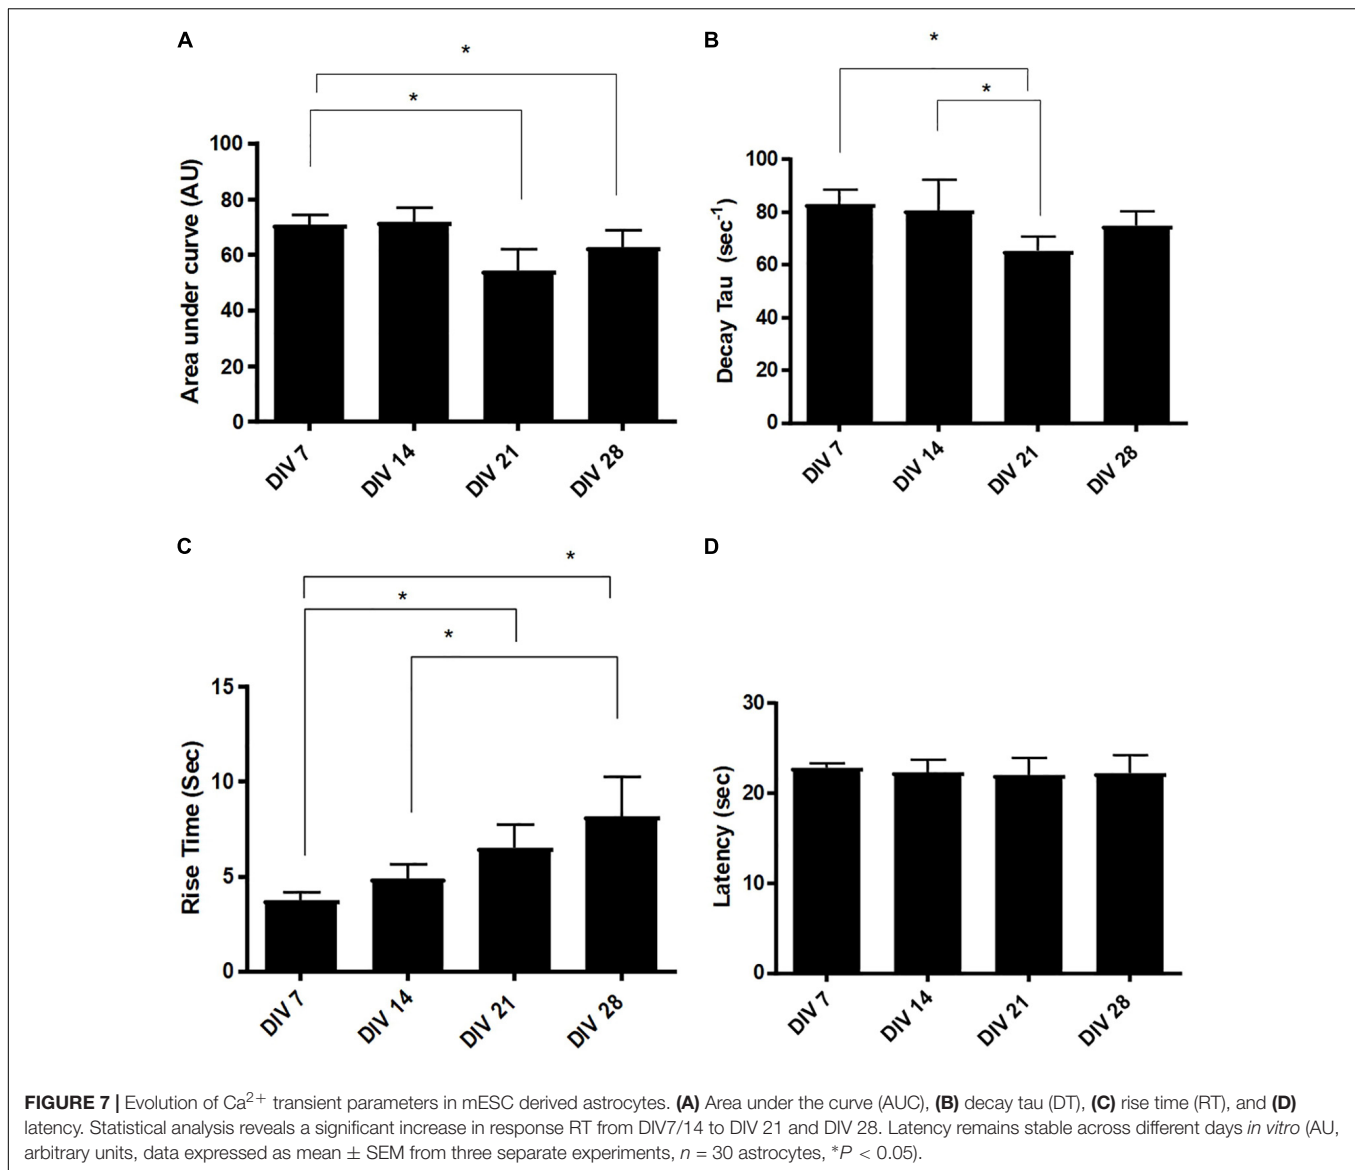 A
*
*
Area under curve (AU)
100
80
60
40
20
0
DIV 7
DIV 14
DIV 21
DIV 28
B
*
*
Decay Tau (sec-1)
100
80
60
40
20
0
DIV 7
DIV 14
DIV 21
DIV 28
C
*
*
*
Rise Time (Sec)
15
10
5
0
DIV 7
DIV 14
DIV 21
DIV 28
D
Latency (sec)
30
20
10
0
DIV 7
DIV 14
DIV 21
DIV 28
FIGURE 7 | Evolution of Ca2+ transient parameters in mESC derived astrocytes. (A) Area under the curve (AUC), (B) decay tau (DT), (C) rise time (RT), and (D)
latency. Statistical analysis reveals a significant increase in response RT from DIV7/14 to DIV 21 and DIV 28. Latency remains stable across different days in vitro (AU,
arbitrary units, data expressed as mean ± SEM from three separate experiments, n = 30 astrocytes, *P < 0.05).